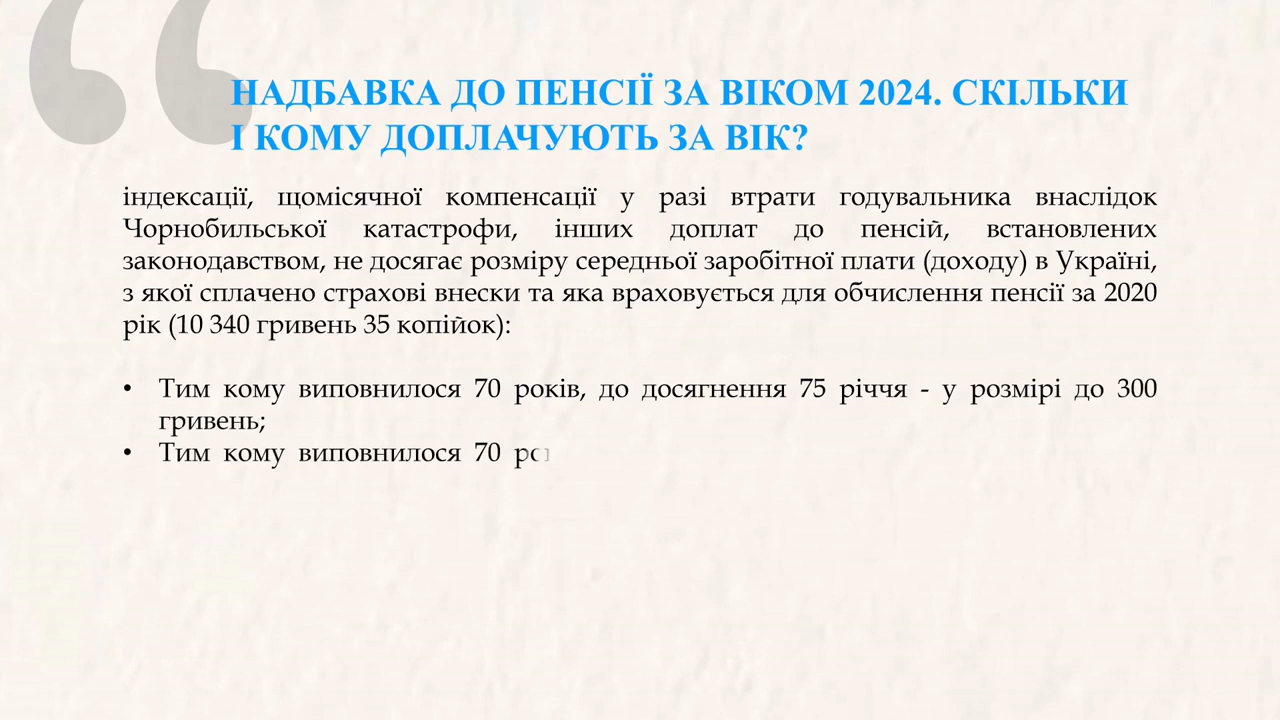 НАДБАВКА ДО ПЕНСІЇ ЗА ВІКОМ 2024. СКІЛЬКИ
І КОМУ ДОПЛАЧУЮТЬ ЗА ВІК?
індексації, щомісячної компенсації у разі втрати годувальника внаслідок
Чорнобильської катастрофи, інших доплат до пенсій, встановлених
законодавством, не досягає розміру середньої заробітної плати (доходу) в Україні,
з якої сплачено страхові внески та яка враховується для обчислення пенсії за 2020
рік (10 340 гривень 35 копійок):
• Тим кому виповнилося 70 років, до досягнення 75 річчя - у розмірі до 300
гривень;
• Тим кому виповнилося 70